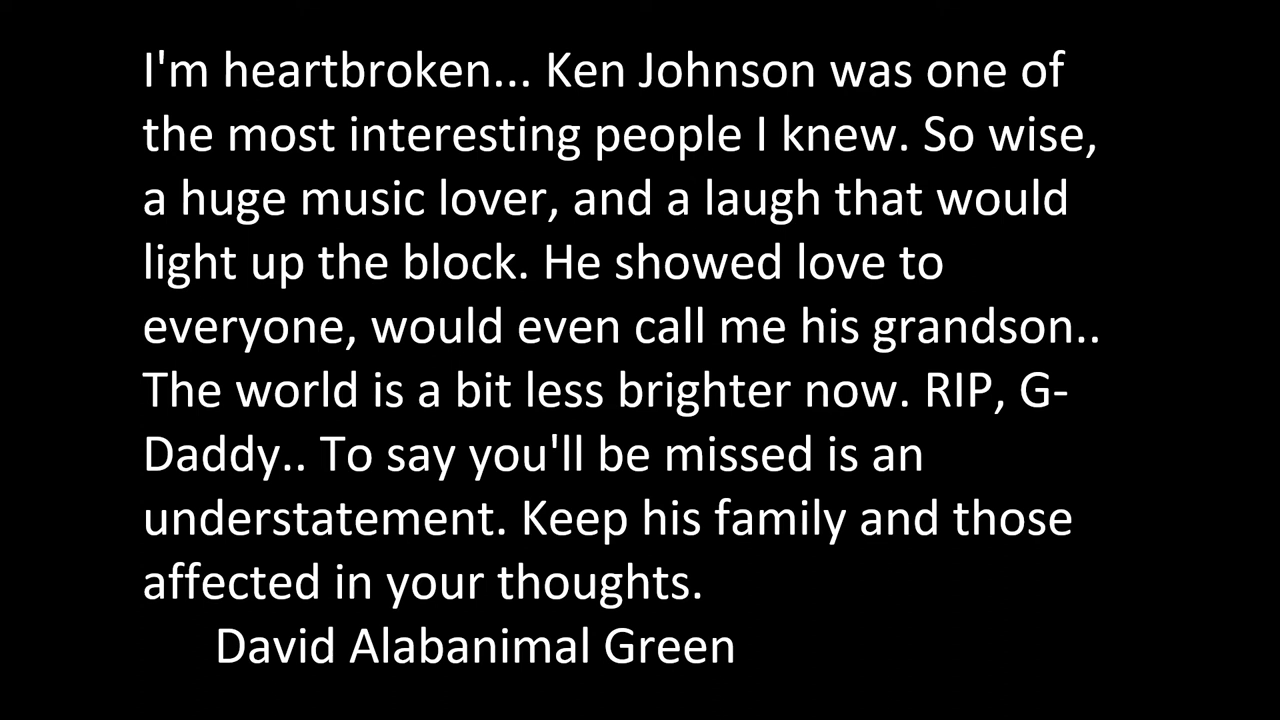 I'm heartbroken... Ken Johnson was one of
the most interesting people I knew. So wise,
a huge music lover, and a laugh that would
light up the block. He showed love to
everyone, would even call me his grandson..
The world is a bit less brighter now. RIP, G-
Daddy.. To say you'll be missed is an
understatement. Keep his family and those
affected in your thoughts.
David Alabanimal Green